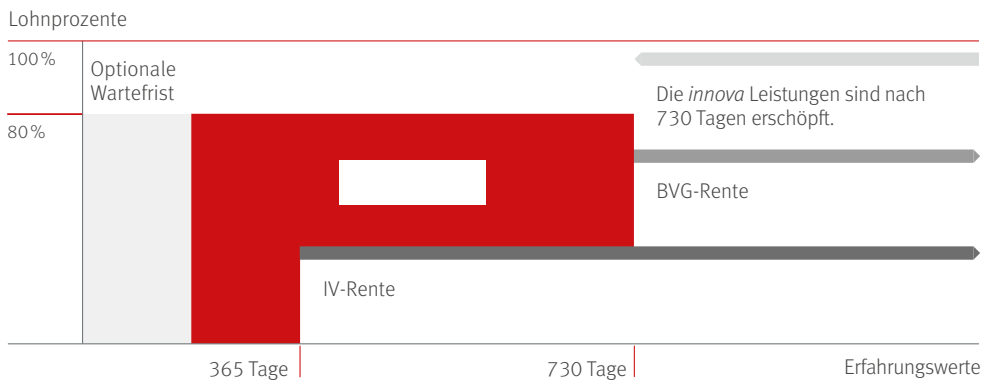 Lohnprozente
100%
Optionale
Wartefrist
Die innova Leistungen sind nach
730 Tagen erschöpft.
80%
BVG-Rente
IV-Rente
365 Tage
730 Tage
Erfahrungswerte